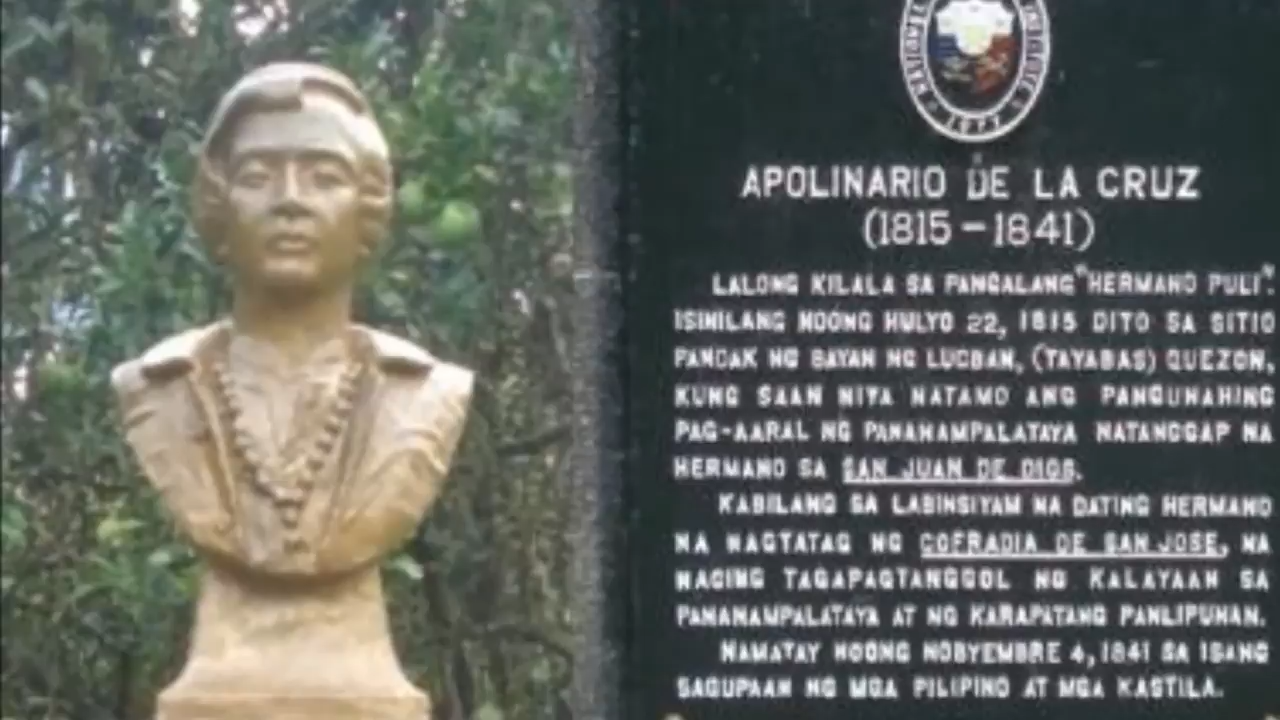 1977
APOLINARIO DE LA CRUZ
(1815 – 1841)
LALONG KILALA SA PANGALANG "HERMANO PULI".
ISINILANG NOONG HULYO 22, 1815 DITO SA SITIO
PANDAK NG BAYAN NG LUCBAN, (TAYABAS) QUEZON,
KUNG SAAN NIYA NATAMO ANG PANGUNAHING
PAG-AARAL NG PANANAMPALATAYA NATANGGAP NA
HERMANO SA SAN JUAN DE DIOS.
KABILANG SA LABINSIYAM NA DATING HERMANO
NA NAGTATAG NG COFRADIA DE SAN JOSE, NA
NAGING TAGAPAGTANGGOL NG KALAYAAN SA
PANANAMPALATAYA AT NG KARAPATANG PANLIPUNAN.
NAMATAY NOONG NOBYEMBRE 4, 1841 SA ISANG
SAGUPAAN NG MGA PILIPINO AT MGA KASTILA.